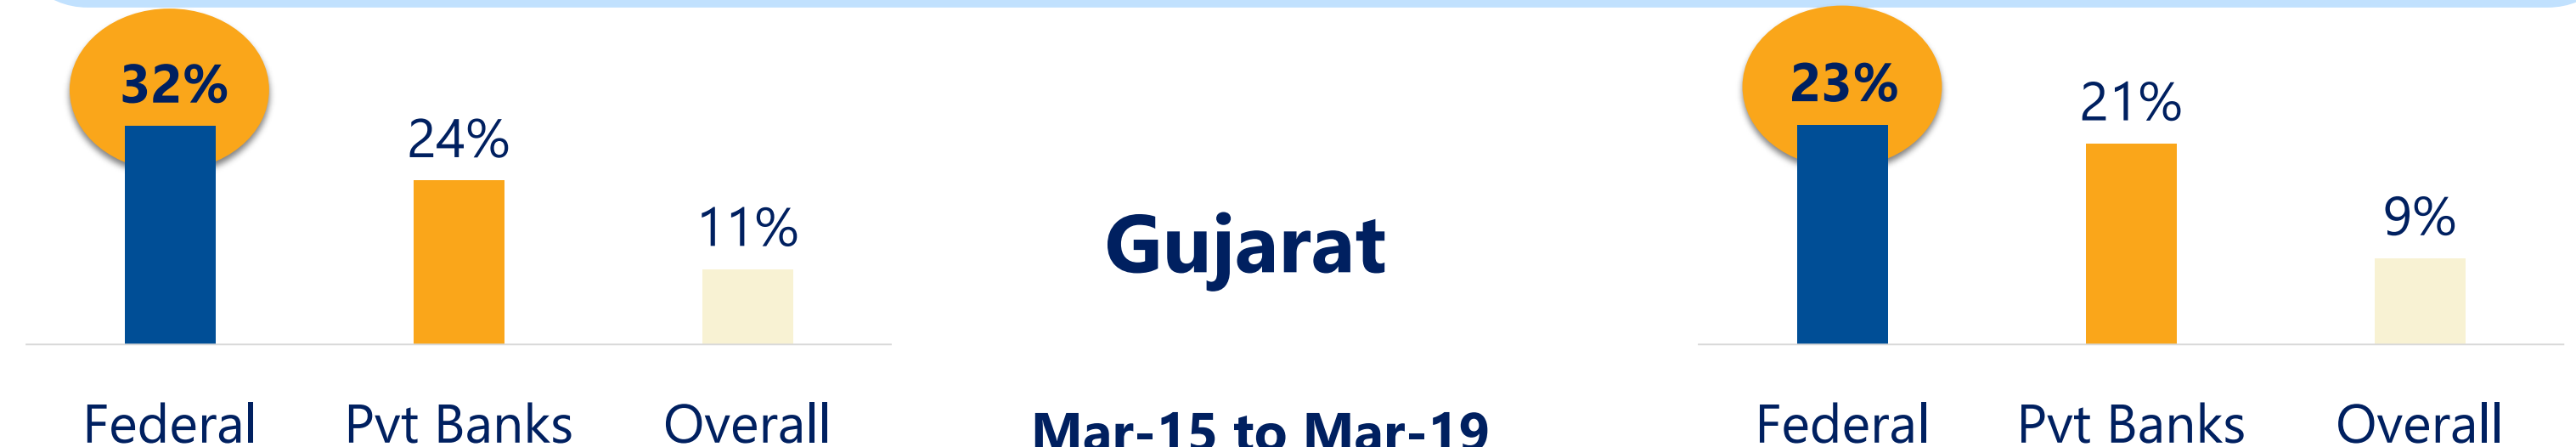 32%
24%
11%
Federal
Pvt Banks
Overall
Gujarat
Mar-15 to Mar-19
23%
21%
9%
Federal
Pvt Banks
Overall